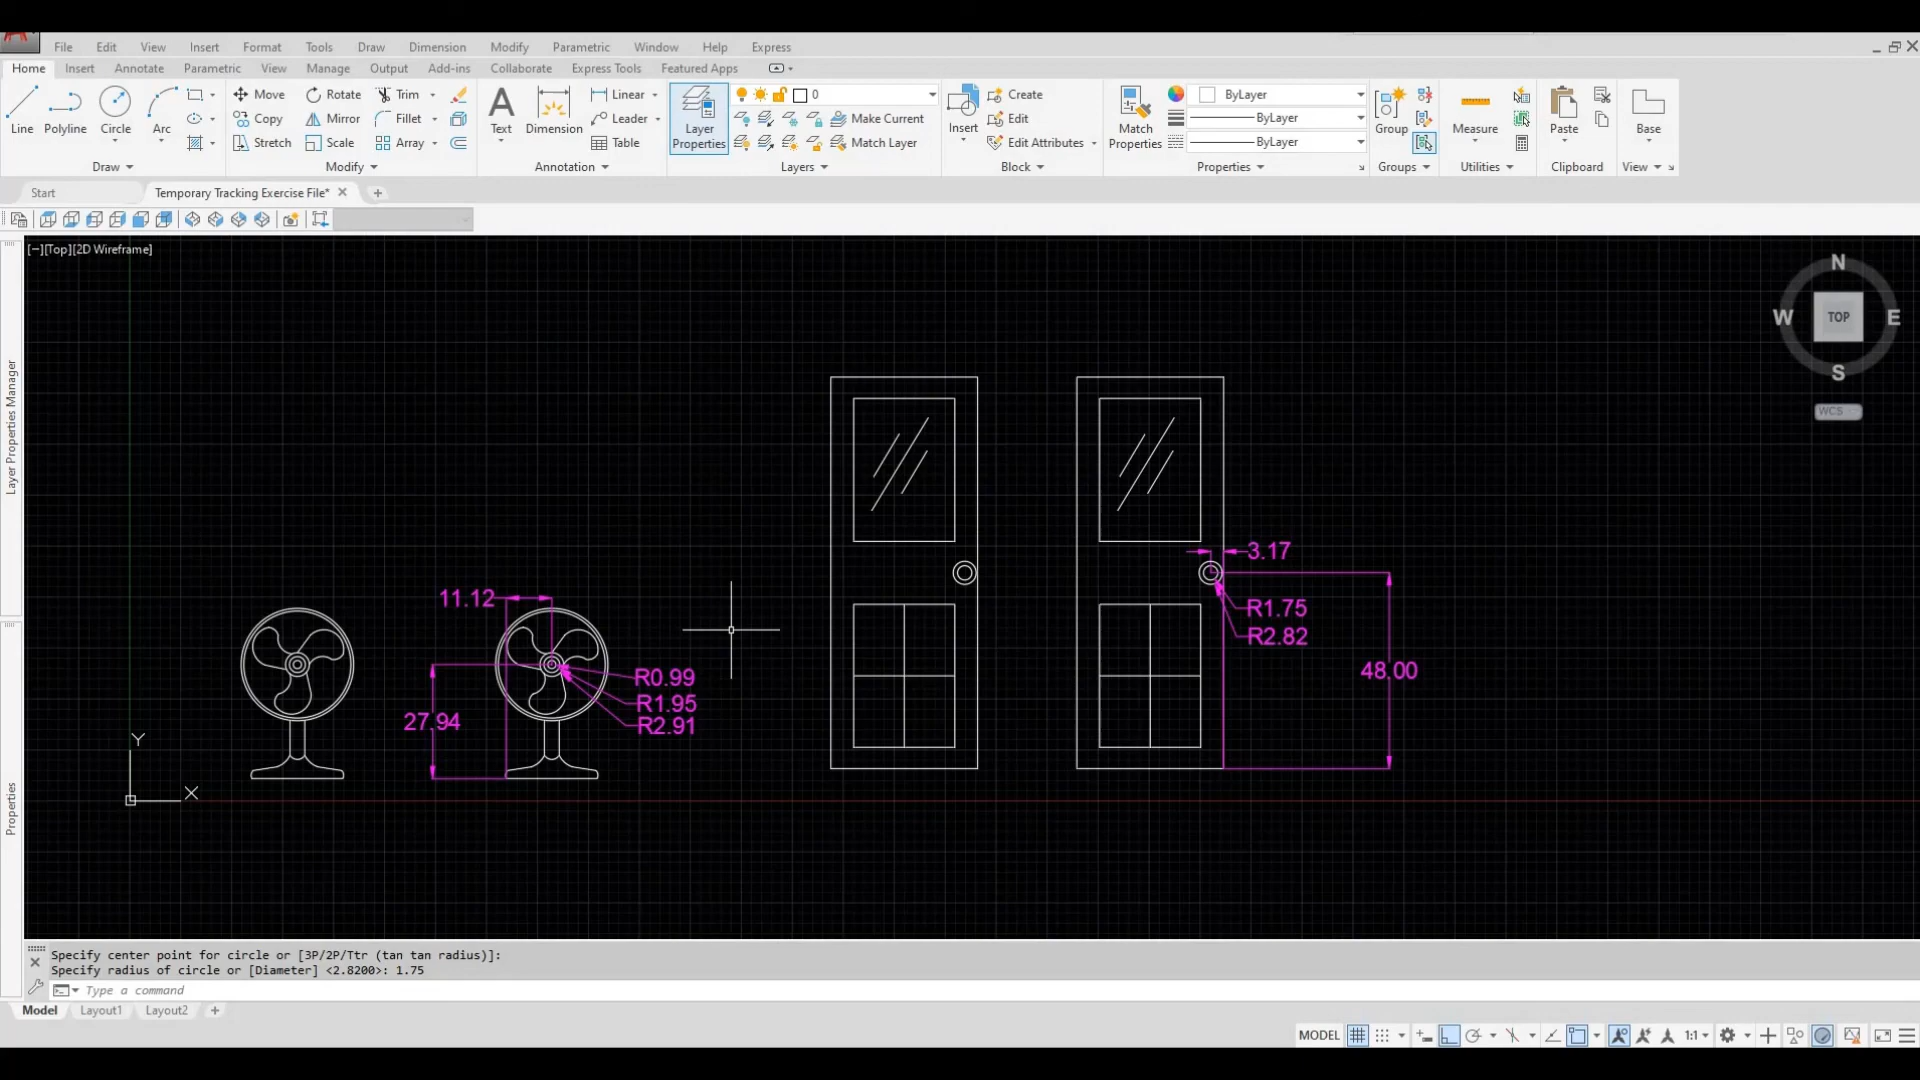 File Edit View Insert Format Tools Draw Dimension Modify Parametric Window Help Express
Home Insert Annotate Parametric View Manage Output Add-ins Collaborate Express Tools Featured Apps
Line Polyline Circle Arc
Move Rotate Trim
Copy Mirror Fillet
Stretch Scale Array
Text Dimension
Linear
Leader
Table
Layer Properties
0
Make Current
Match Layer
Insert
Create
Edit
Edit Attributes
Match Properties
ByLayer
ByLayer
ByLayer
Group
Measure
Paste
Base
Draw Modify Annotation Layers Block Properties Groups Utilities Clipboard View
Start Temporary Tracking Exercise File*
[−][Top][2D Wireframe]
Layer Properties Manager
Properties
N
W TOP E
S
WCS
3.17
11.12
R1.75
R2.82
48.00
R0.99
R1.95
R2.91
27.94
Y
X
Specify center point for circle or [3P/2P/Ttr (tan tan radius)]:
Specify radius of circle or [Diameter] <2.8200>: 1.75
Type a command
Model Layout1 Layout2
MODEL 1:1